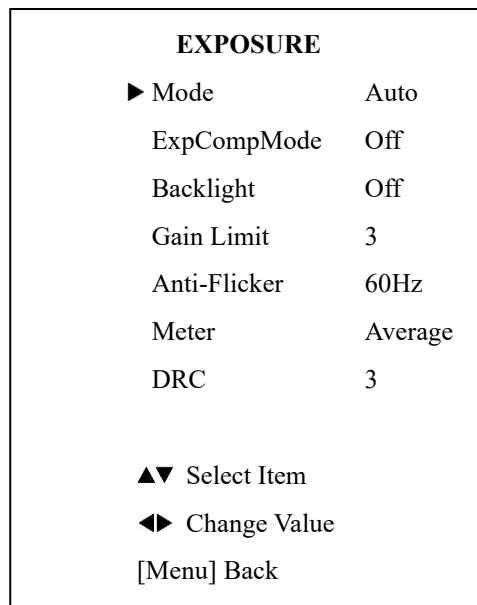 EXPOSURE
▶ Mode Auto
ExpCompMode Off
Backlight Off
Gain Limit 3
Anti-Flicker 60Hz
Meter Average
DRC 3
▲▼ Select Item
◀▶ Change Value
[Menu] Back